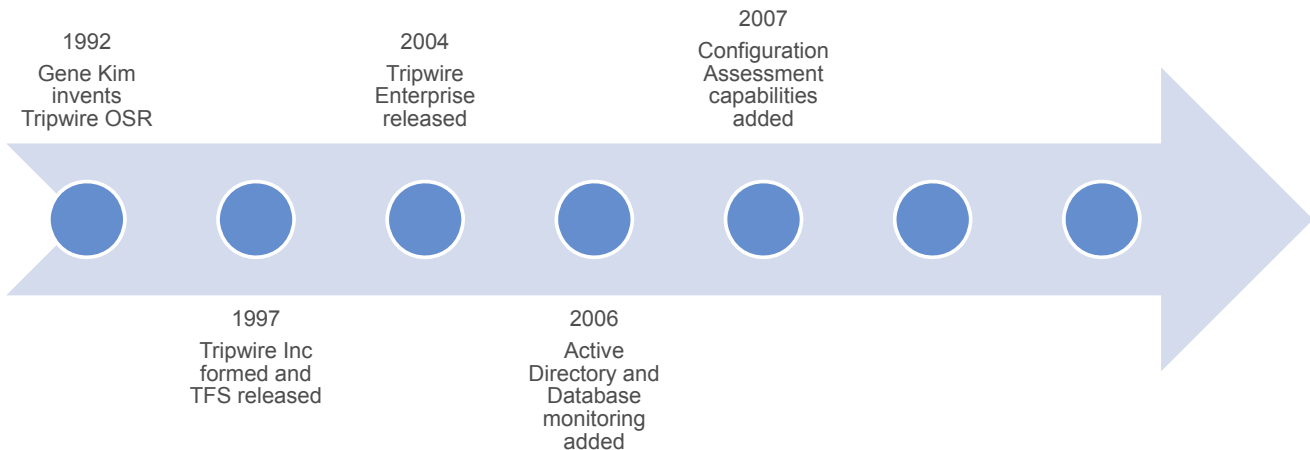 1992
Gene Kim
invents
Tripwire OSR
1997
Tripwire Inc
formed and
TFS released
2004
Tripwire
Enterprise
released
2006
Active
Directory and
Database
monitoring
added
2007
Configuration
Assessment
capabilities
added